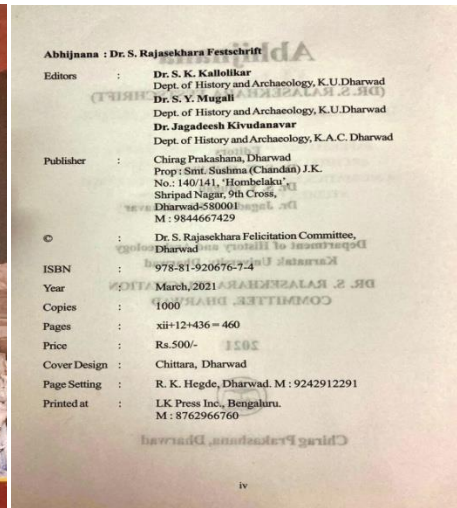 Abhijnana : Dr. S. Rajasekhara Festschrift
Editors : Dr. S. K. Kallolikar
Dept. of History and Archaeology, K.U.Dharwad
Dr. S. Y. Mugali
Dept. of History and Archaeology, K.U.Dharwad
Dr. Jagadeesh Kivudanavar
Dept. of History and Archaeology, K.A.C. Dharwad
Publisher : Chirag Prakashana, Dharwad
Prop : Smt. Sushma (Chandan) J.K.
No.: 140/141, 'Hombelaku',
Shripad Nagar, 9th Cross,
Dharwad-580001
M : 9844667429
© : Dr. S. Rajasekhara Felicitation Committee,
Dharwad
ISBN : 978-81-920676-7-4
Year : March, 2021
Copies : 1000
Pages : xii+12+436 = 460
Price : Rs.500/-
Cover Design : Chittara, Dharwad
Page Setting : R. K. Hegde, Dharwad. M : 9242912291
Printed at : LK Press Inc., Bengaluru.
M : 8762966760
iv